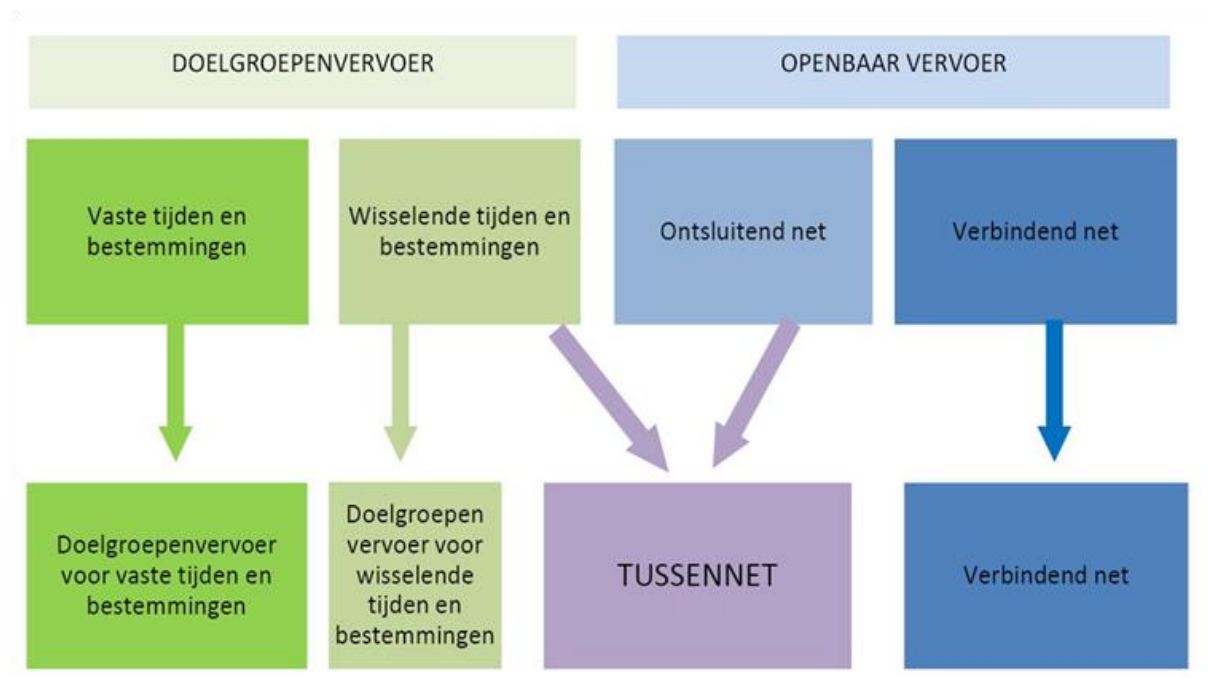 DOELGROEPENVERVOER
OPENBAAR VERVOER
Vaste tijden en
bestemmingen
Wisselende tijden en
bestemmingen
Ontsluitend net
Verbindend net
Doelgroepenvervoer
voor vaste tijden en
bestemmingen
Doelgroepen
vervoer voor
wisselende
tijden en
bestemmingen
TUSSENNET
Verbindend net